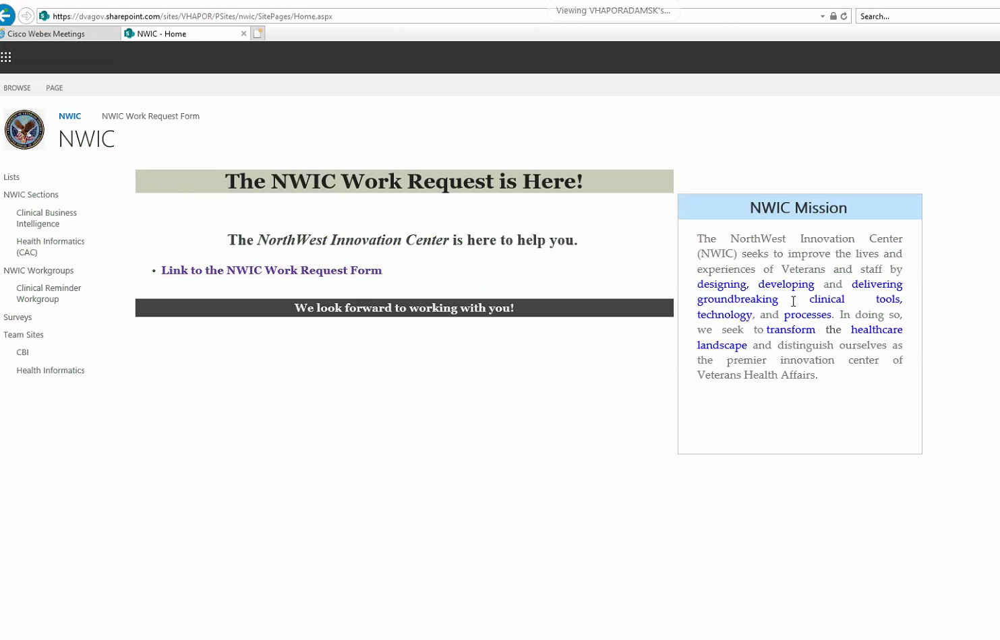 Viewing VHAPORADAMSK's...
https://dvagov.sharepoint.com/sites/VHAPOR/PSites/nwic/SitePages/Home.aspx
Search...
Cisco Webex Meetings
NWIC - Home
BROWSE PAGE
NWIC NWIC Work Request Form
NWIC
Lists
NWIC Sections
Clinical Business
Intelligence
Health Informatics
(CAC)
NWIC Workgroups
Clinical Reminder
Workgroup
Surveys
Team Sites
CBI
Health Informatics
The NWIC Work Request is Here!
The NorthWest Innovation Center is here to help you.
• Link to the NWIC Work Request Form
We look forward to working with you!
NWIC Mission
The NorthWest Innovation Center
(NWIC) seeks to improve the lives and
experiences of Veterans and staff by
designing, developing and delivering
groundbreaking clinical tools,
technology, and processes. In doing so,
we seek to transform the healthcare
landscape and distinguish ourselves as
the premier innovation center of
Veterans Health Affairs.